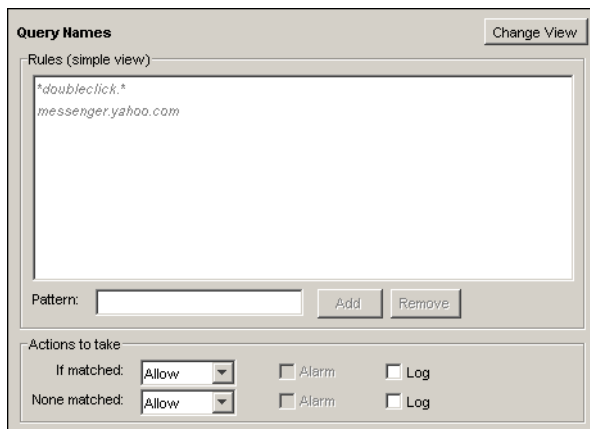 Query Names
Change View
Rules (simple view)
*doubleclick.*
messenger.yahoo.com
Pattern:
Add
Remove
Actions to take
If matched: Allow Alarm Log
None matched: Allow Alarm Log